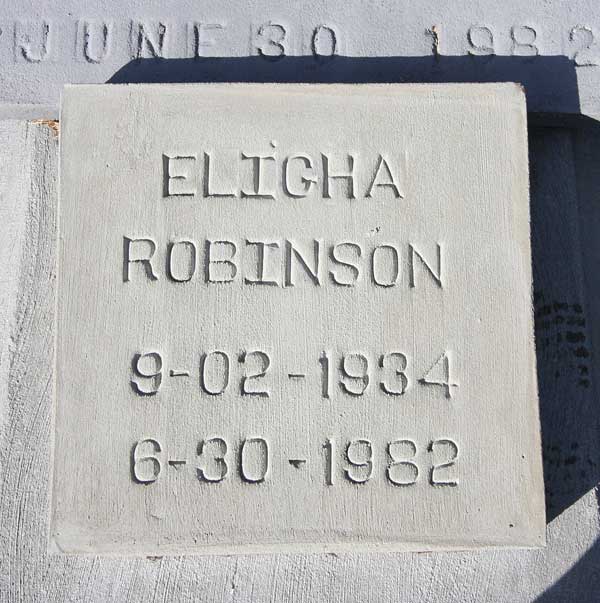 JUNE 30 1982
ELIGHA
ROBINSON
9-02-1934
6-30-1982